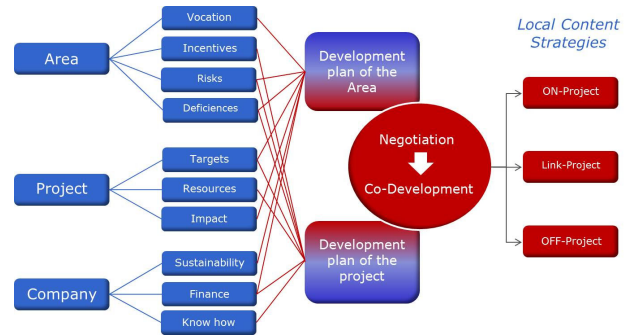 Area
Vocation
Incentives
Risks
Deficiences
Project
Targets
Resources
Impact
Company
Sustainability
Finance
Know how
Development
plan of the
Area
Negotiation
Co-Development
Development
plan of the
project
Local Content
Strategies
ON-Project
Link-Project
OFF-Project